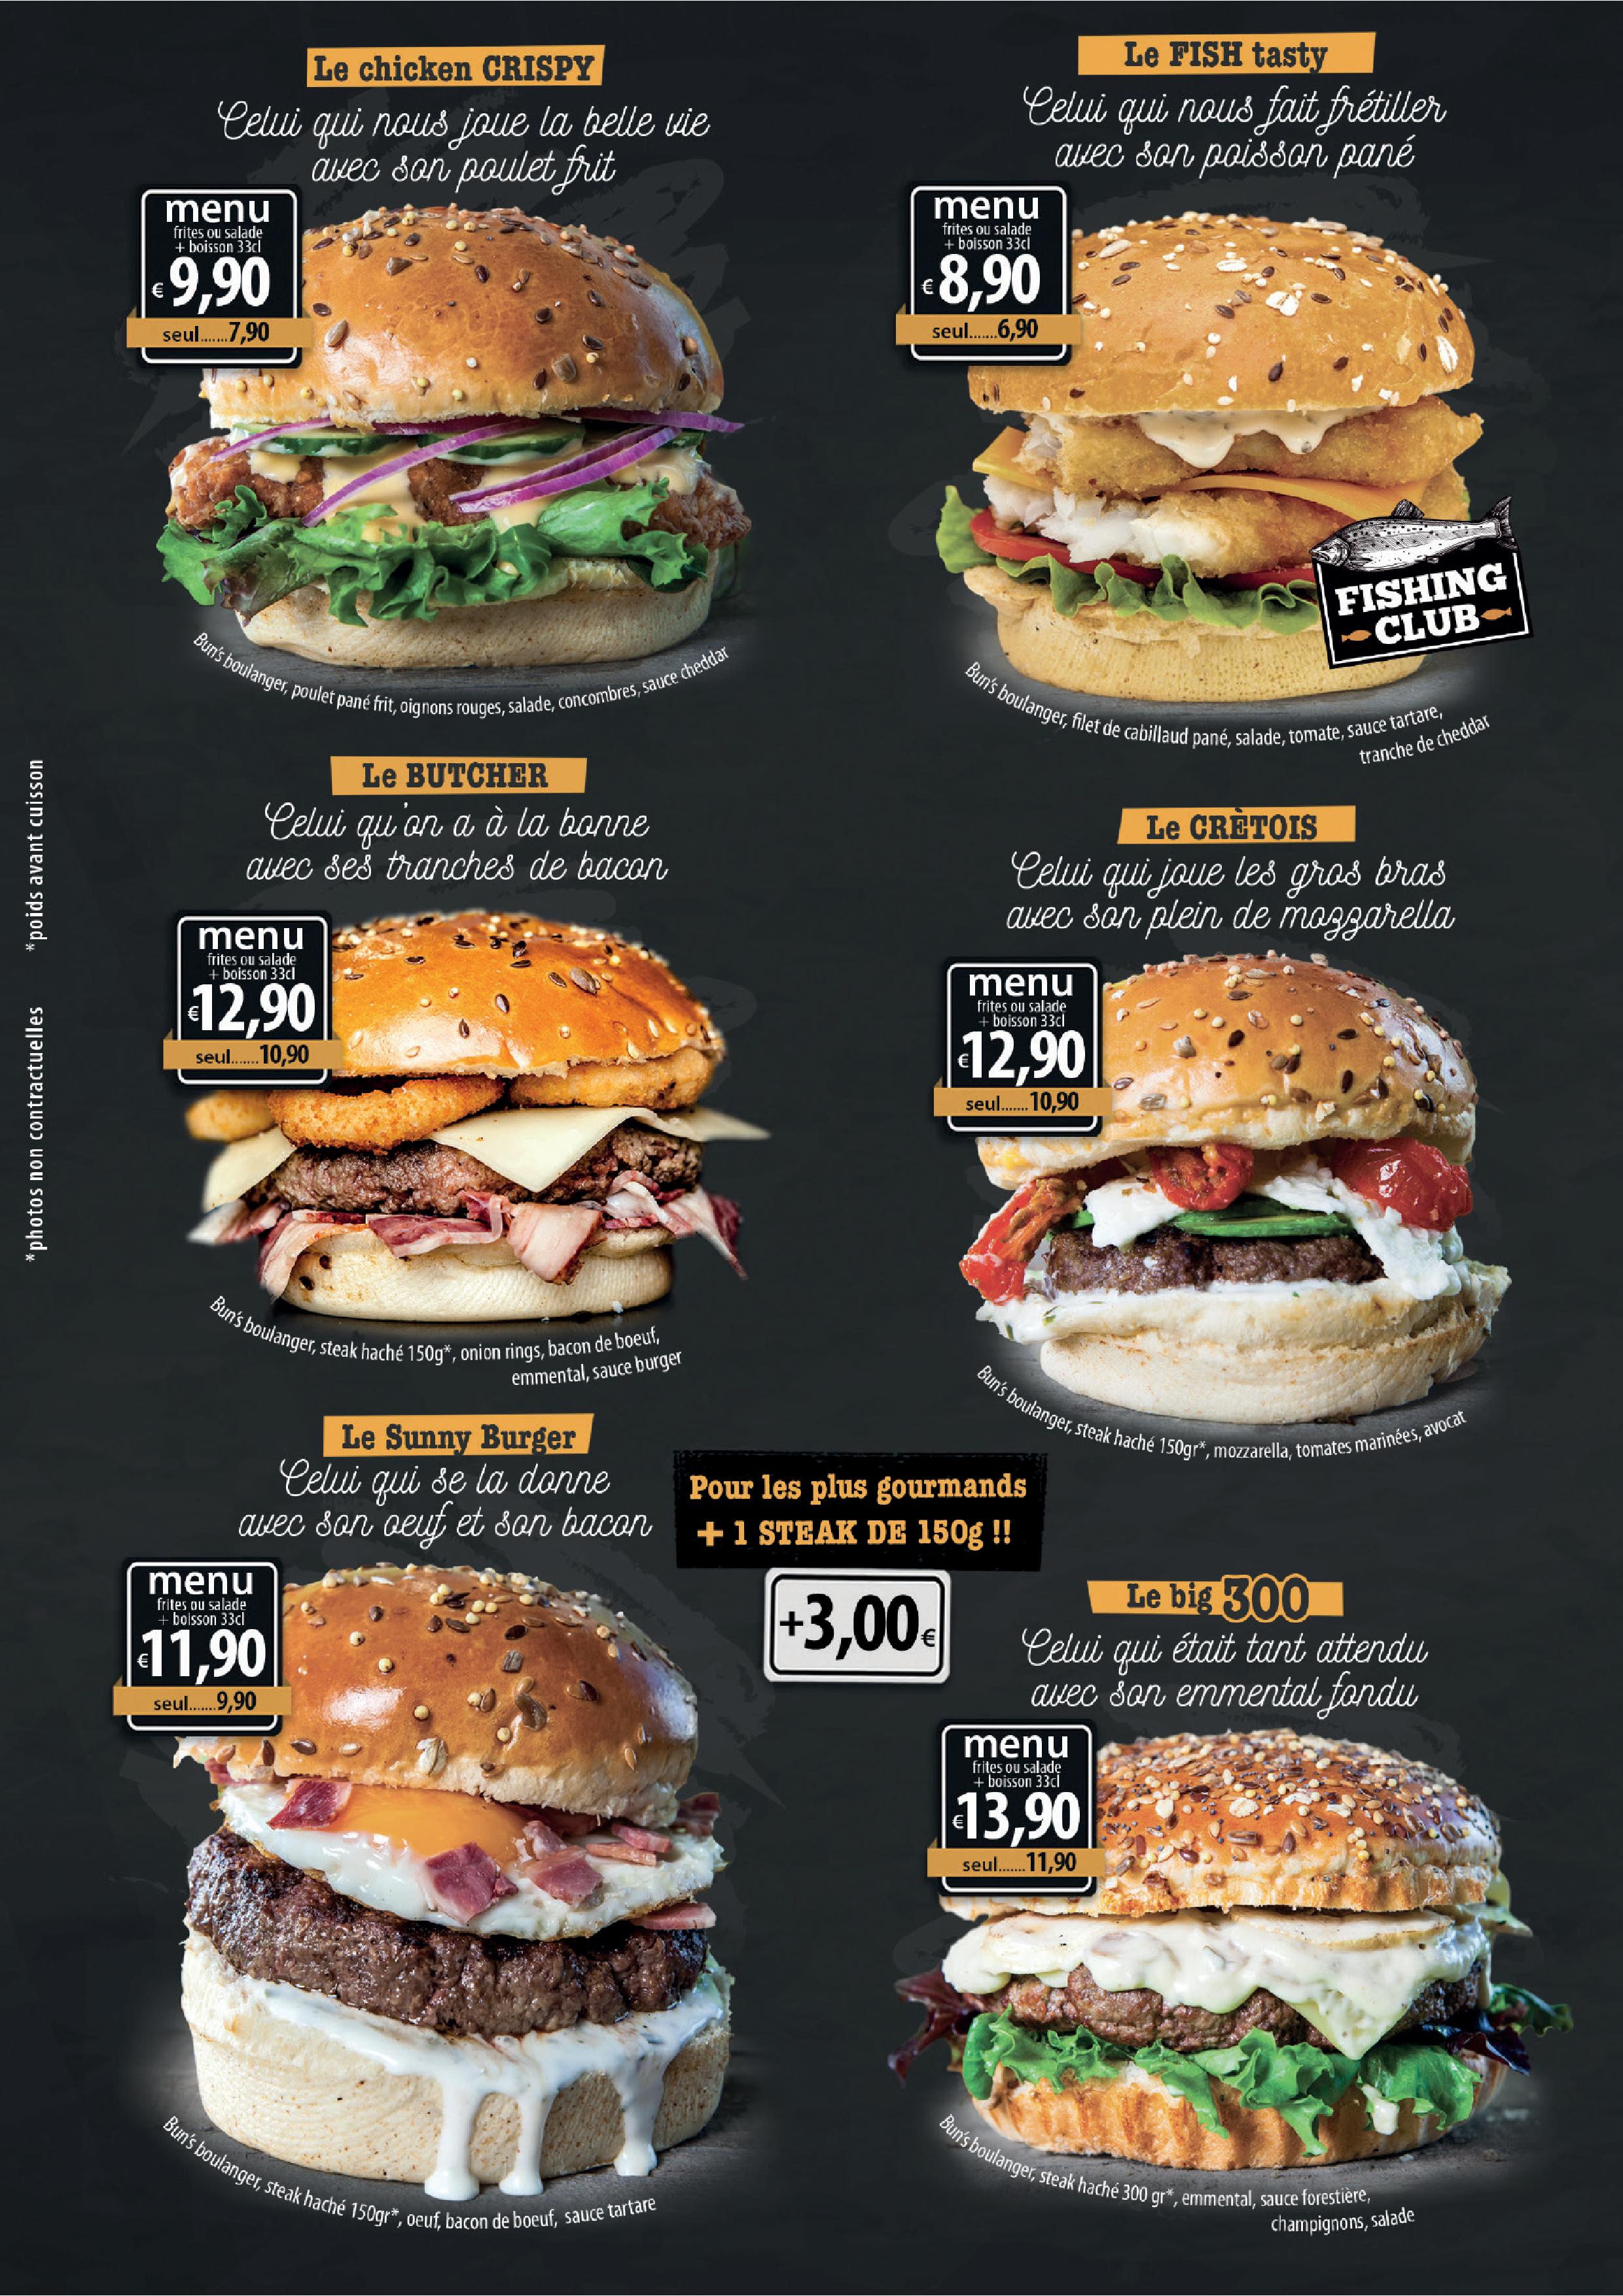 Le chicken CRISPY
Celui qui nous joue la belle vie
avec son poulet frit
menu
frites ou salade
+ boisson 33cl
€9,90
seul.......7,90
Bun's boulanger, poulet pané frit, oignons rouges, salade, concombres, sauce cheddar
Le FISH tasty
Celui qui nous fait frétiller
avec son poisson pané
menu
frites ou salade
+ boisson 33cl
€8,90
seul.......6,90
FISHING
CLUB
Bun's boulanger, filet de cabillaud pané, salade, tomate, sauce tartare,
tranche de cheddar
Le BUTCHER
Celui qu'on a à la bonne
avec ses tranches de bacon
menu
frites ou salade
+ boisson 33cl
€12,90
seul.......10,90
Bun's boulanger, steak haché 150g*, onion rings, bacon de boeuf,
emmental, sauce burger
Le CRÈTOIS
Celui qui joue les gros bras
avec son plein de mozzarella
menu
frites ou salade
+ boisson 33cl
€12,90
seul.......10,90
Bun's boulanger, steak haché 150gr*, mozzarella, tomates marinées, avocat
Le Sunny Burger
Celui qui se la donne
avec son oeuf et son bacon
menu
frites ou salade
+ boisson 33cl
€11,90
seul.......9,90
Bun's boulanger, steak haché 150gr*, oeuf, bacon de boeuf, sauce tartare
Pour les plus gourmands
+ 1 STEAK DE 150g !!
+3,00€
Le big 300
Celui qui était tant attendu
avec son emmental fondu
menu
frites ou salade
+ boisson 33cl
€13,90
seul.......11,90
Bun's boulanger, steak haché 300 gr*, emmental, sauce forestière,
champignons, salade
*photos non contractuelles *poids avant cuisson